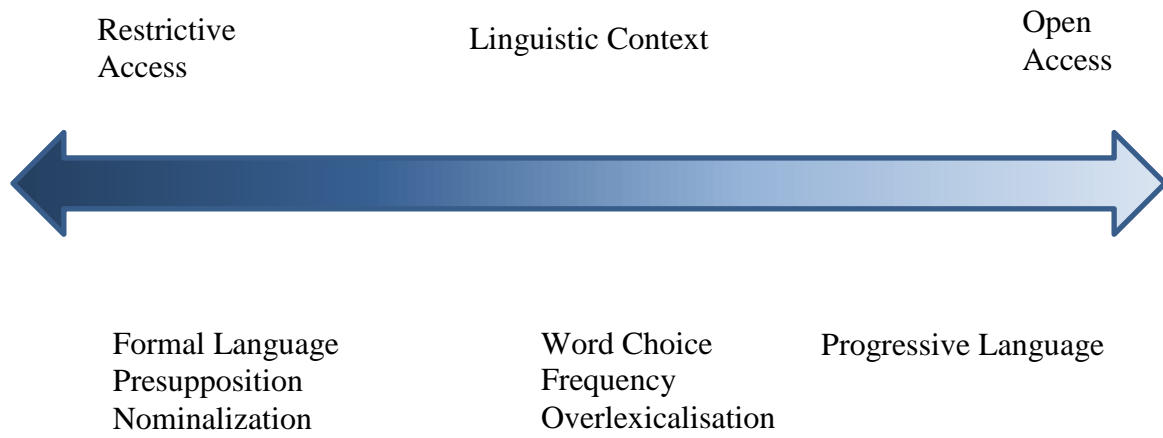 Restrictive
Access
Linguistic Context
Open
Access
Formal Language
Presupposition
Nominalization
Word Choice
Frequency
Overlexicalisation
Progressive Language